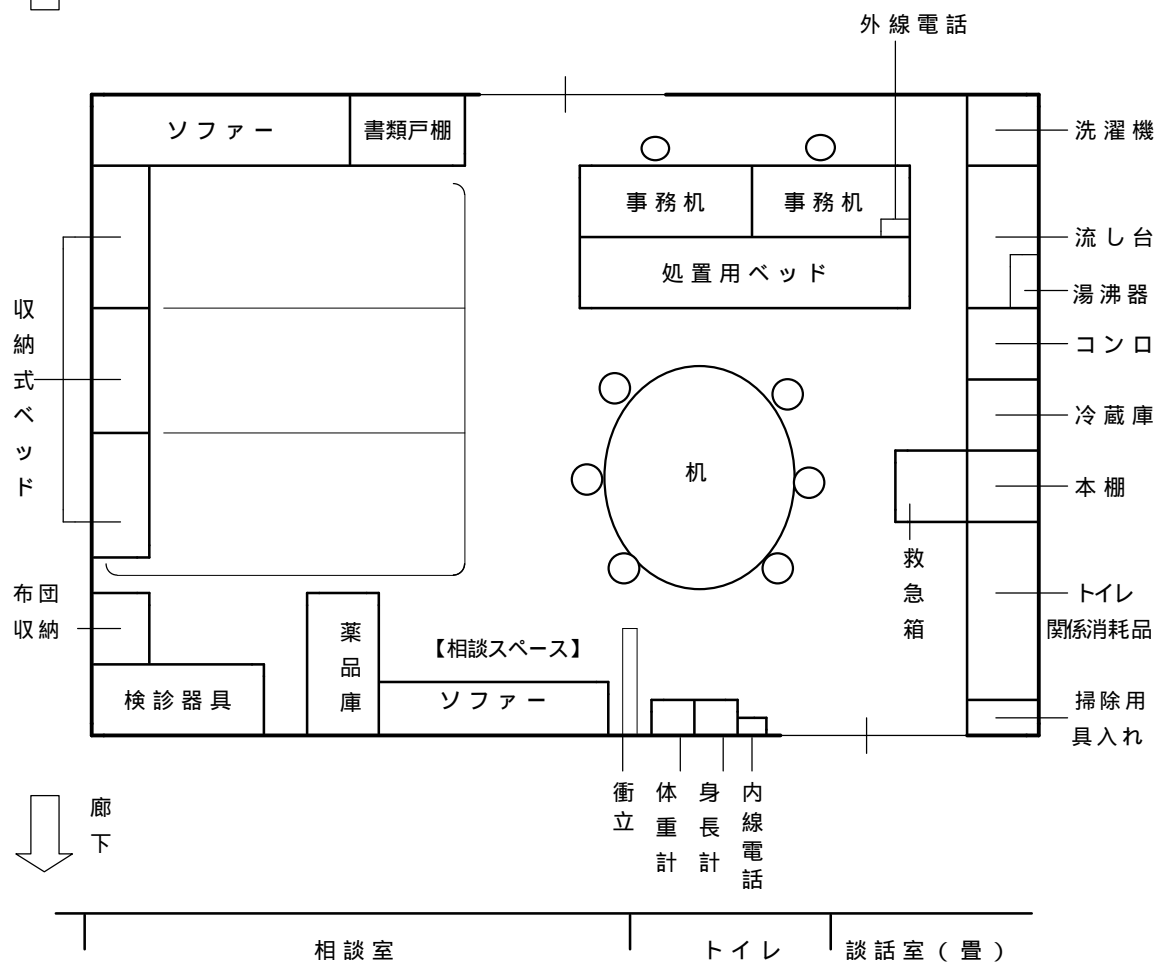 外線電話
ソファー
書類戸棚
洗濯機
事務机
事務机
流し台
処置用ベッド
湯沸器
収納式ベッド
コンロ
冷蔵庫
机
本棚
救急箱
布団
収納
トイレ
関係消耗品
薬品庫
【相談スペース】
検診器具
ソファー
掃除用
具入れ
衝立
体重計
身長計
内線電話
廊下
相談室
トイレ
談話室(畳)